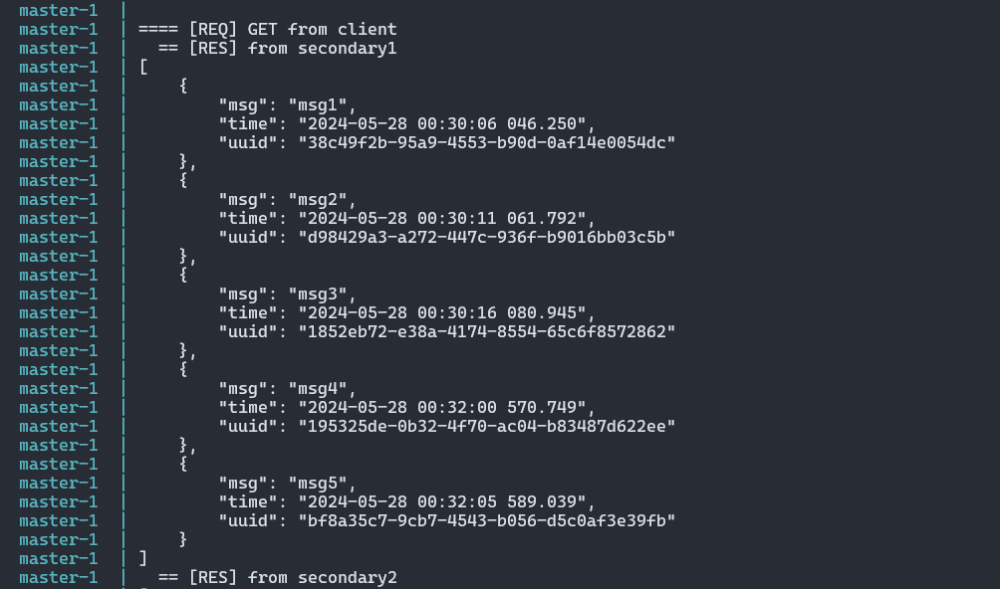 master-1  |
master-1  | ==== [REQ] GET from client
master-1  |   == [RES] from secondary1
master-1  | [
master-1  |     {
master-1  |         "msg": "msg1",
master-1  |         "time": "2024-05-28 00:30:06 046.250",
master-1  |         "uuid": "38c49f2b-95a9-4553-b90d-0af14e0054dc"
master-1  |     },
master-1  |     {
master-1  |         "msg": "msg2",
master-1  |         "time": "2024-05-28 00:30:11 061.792",
master-1  |         "uuid": "d98429a3-a272-447c-936f-b9016bb03c5b"
master-1  |     },
master-1  |     {
master-1  |         "msg": "msg3",
master-1  |         "time": "2024-05-28 00:30:16 080.945",
master-1  |         "uuid": "1852eb72-e38a-4174-8554-65c6f8572862"
master-1  |     },
master-1  |     {
master-1  |         "msg": "msg4",
master-1  |         "time": "2024-05-28 00:32:00 570.749",
master-1  |         "uuid": "195325de-0b32-4f70-ac04-b83487d622ee"
master-1  |     },
master-1  |     {
master-1  |         "msg": "msg5",
master-1  |         "time": "2024-05-28 00:32:05 589.039",
master-1  |         "uuid": "bf8a35c7-9cb7-4543-b056-d5c0af3e39fb"
master-1  |     }
master-1  | ]
master-1  |   == [RES] from secondary2